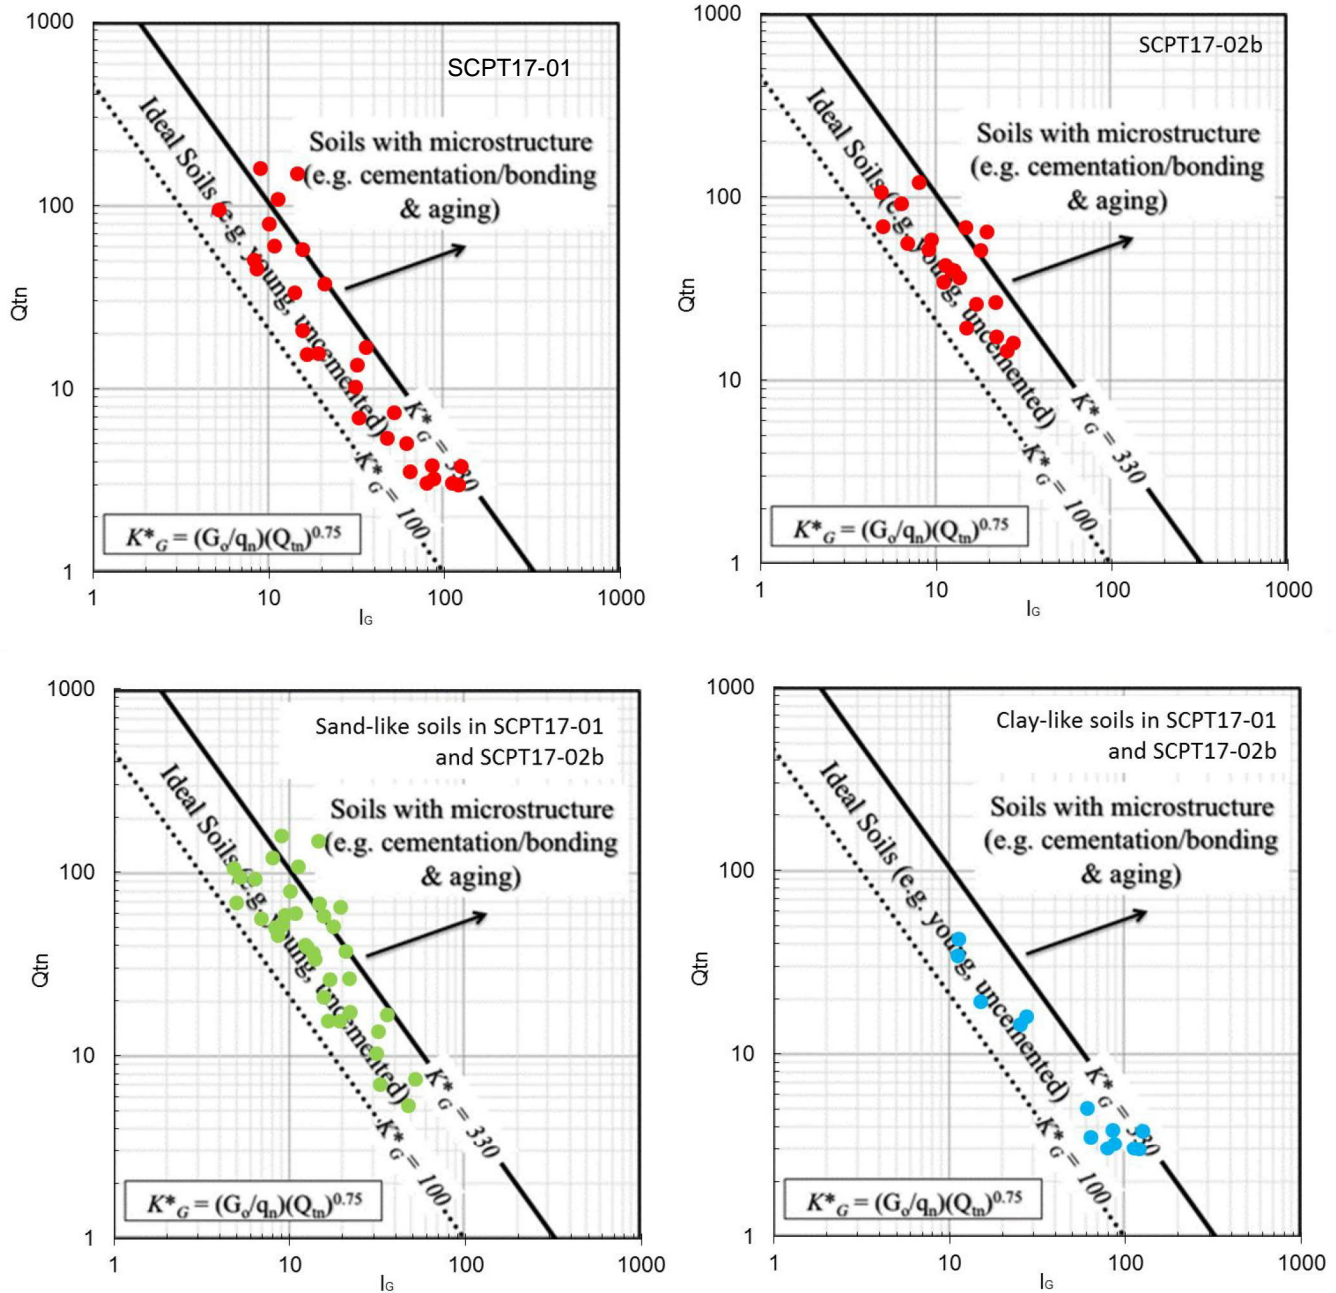 1000
100
10
1
Qtn
SCPT17-01
Ideal Soils (e.g. young, uncemented)
Soils with microstructure
(e.g. cementation/bonding
& aging)
K*G = 330
K*G = 100
K*G = (Go/qn)(Qtn)0.75
1 10 100 1000
IG
1000
100
10
1
Qtn
SCPT17-02b
Ideal Soils (e.g. young, uncemented)
Soils with microstructure
(e.g. cementation/bonding
& aging)
K*G = 330
K*G = 100
K*G = (Go/qn)(Qtn)0.75
1 10 100 1000
IG
1000
100
10
1
Qtn
Sand-like soils in SCPT17-01
and SCPT17-02b
Ideal Soils (e.g. young, uncemented)
Soils with microstructure
(e.g. cementation/bonding
& aging)
K*G = 330
K*G = 100
K*G = (Go/qn)(Qtn)0.75
1 10 100 1000
IG
1000
100
10
1
Qtn
Clay-like soils in SCPT17-01
and SCPT17-02b
Ideal Soils (e.g. young, uncemented)
Soils with microstructure
(e.g. cementation/bonding
& aging)
K*G = 330
K*G = 100
K*G = (Go/qn)(Qtn)0.75
1 10 100 1000
IG